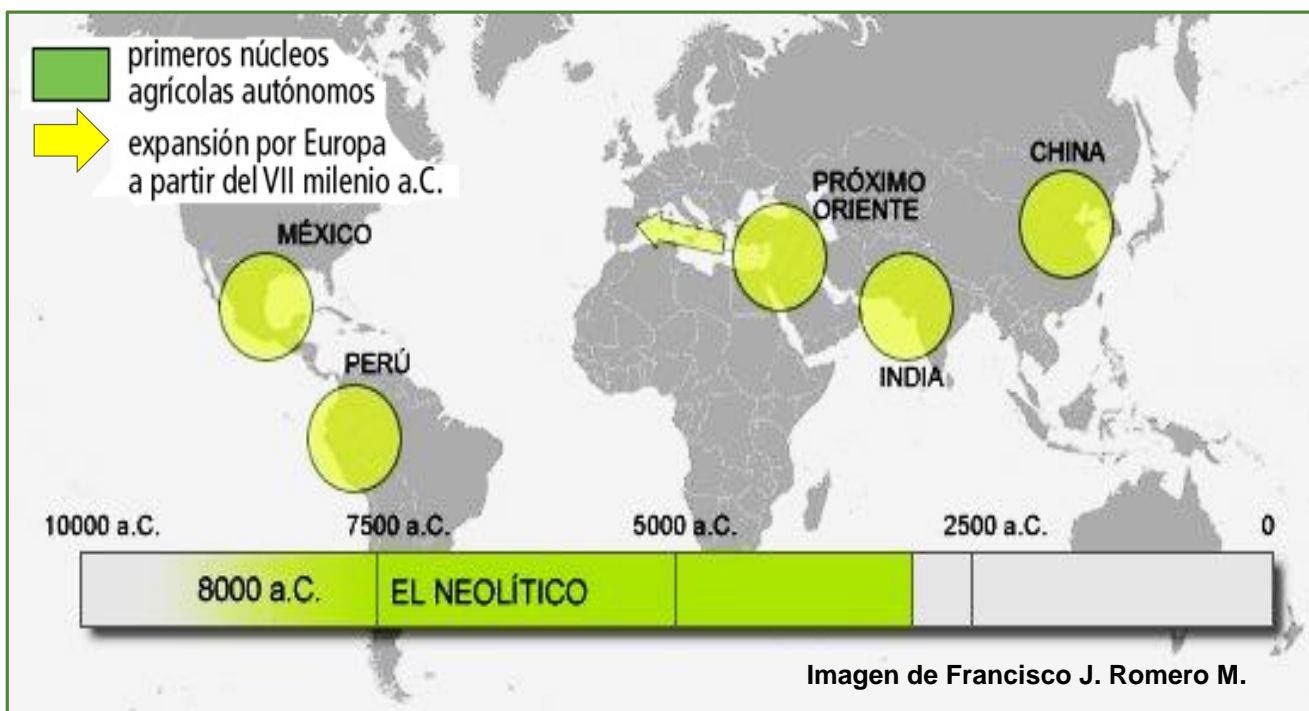 primeros núcleos
agrícolas autónomos
expansión por Europa
a partir del VII milenio a.C.
MÉXICO
PERÚ
PRÓXIMO
ORIENTE
INDIA
CHINA
10000 a.C.
7500 a.C.
5000 a.C.
2500 a.C.
0
8000 a.C.
EL NEOLÍTICO
Imagen de Francisco J. Romero M.